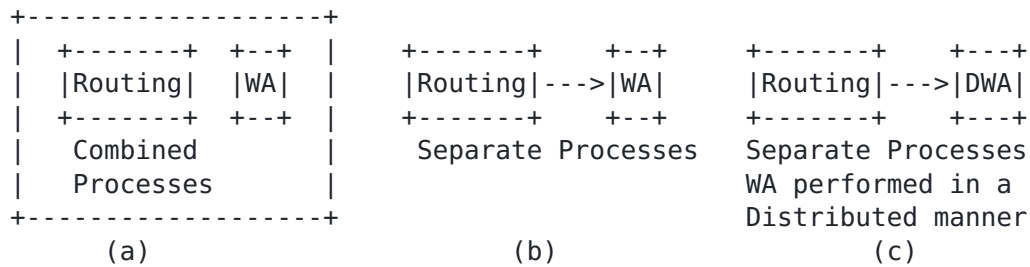 +-------------------+
|  +-------+  +--+  |    +-------+    +--+     +-------+    +---+
|  |Routing|  |WA|  |    |Routing|--->|WA|     |Routing|--->|DWA|
|  +-------+  +--+  |    +-------+    +--+     +-------+    +---+
|   Combined        |     Separate Processes   Separate Processes
|   Processes       |                          WA performed in a
+-------------------+                          Distributed manner
      (a)                       (b)                    (c)